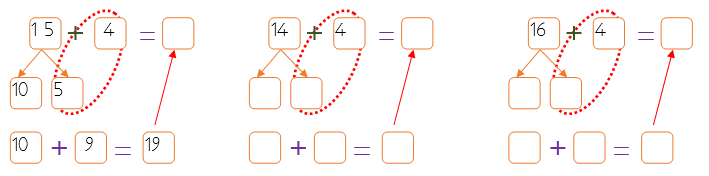 15 + 4 = 14 + 4 = 16 + 4 =
10 5
10 + 9 = 19 + = + =